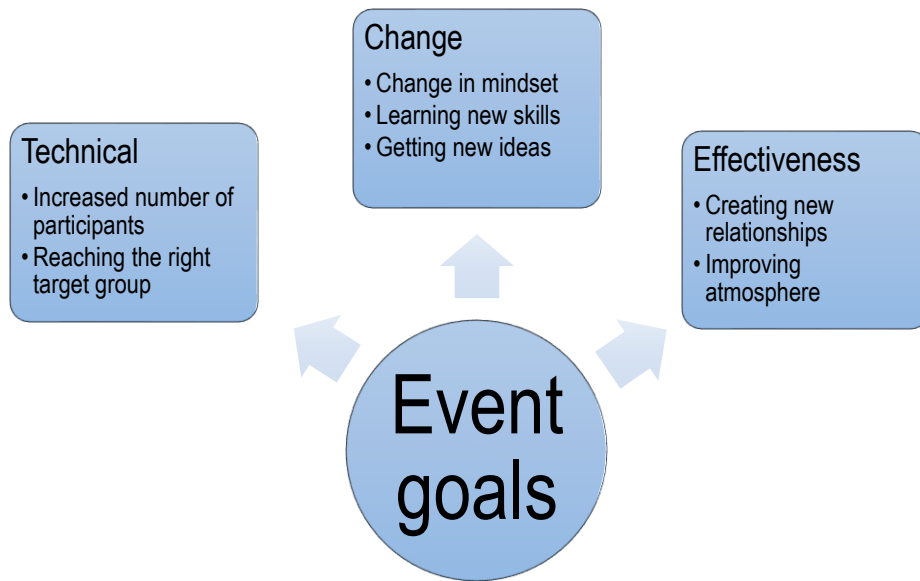 Technical
• Increased number of
participants
• Reaching the right
target group
Change
• Change in mindset
• Learning new skills
• Getting new ideas
Effectiveness
• Creating new
relationships
• Improving
atmosphere
Event
goals